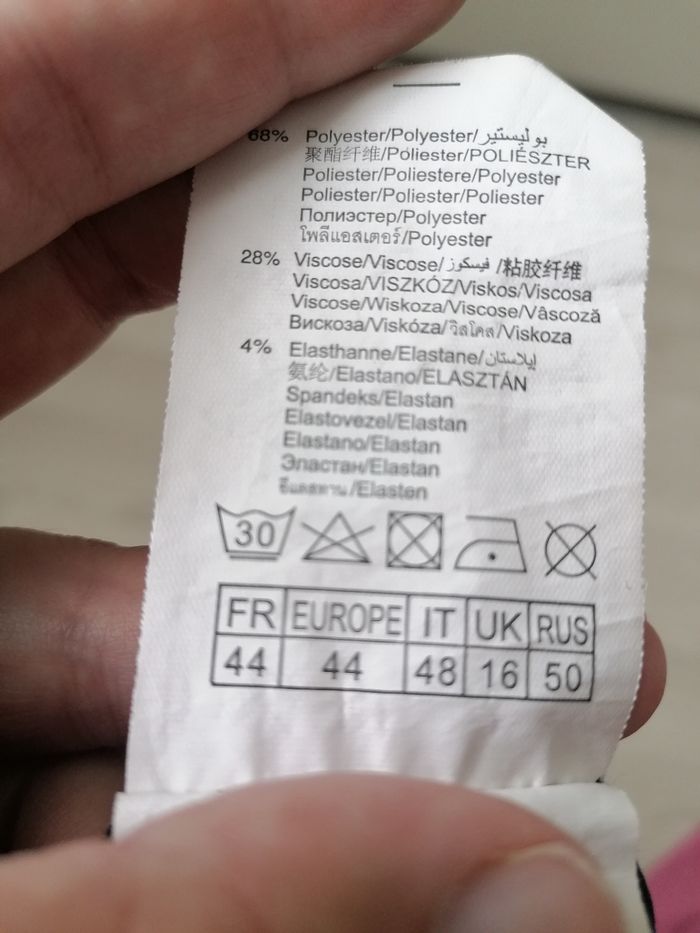 68% Polyester/Polyester/بوليستير
聚酯纤维/Poliester/POLIÉSZTER
Poliester/Poliestere/Polyester
Poliester/Poliester/Poliester
Полиэстер/Polyester
โพลีแอสเตอร์/Polyester
28% Viscose/Viscose/فيسكوز/粘胶纤维
Viscosa/VISZKÓZ/Viskos/Viscosa
Viscose/Wiskoza/Viscose/Vâscoză
Вискоза/Viskóza/วิสโคส/Viskoza
4% Elasthanne/Elastane/إيلاستان
氨纶/Elastano/ELASZTÁN
Spandeks/Elastan
Elastovezel/Elastan
Elastano/Elastan
Эластан/Elastan
/Elasten
30
FR EUROPE IT UK RUS
44 44 48 16 50